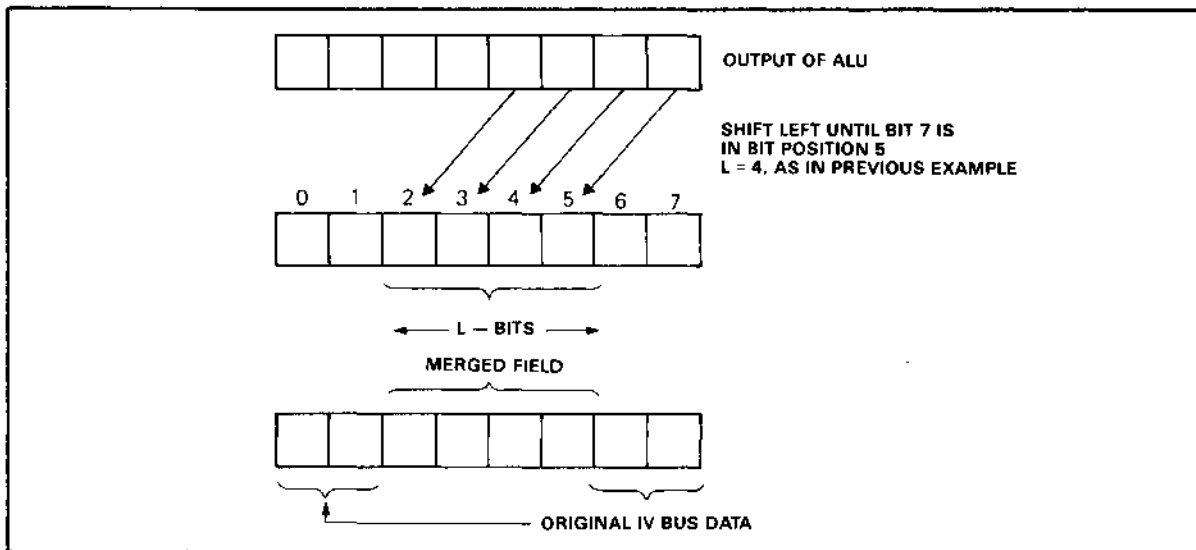 OUTPUT OF ALU
SHIFT LEFT UNTIL BIT 7 IS
IN BIT POSITION 5
L = 4, AS IN PREVIOUS EXAMPLE
0 1 2 3 4 5 6 7
L – BITS
MERGED FIELD
ORIGINAL IV BUS DATA